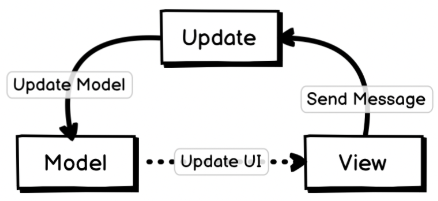 Update
Update Model
Send Message
Model
Update UI
View